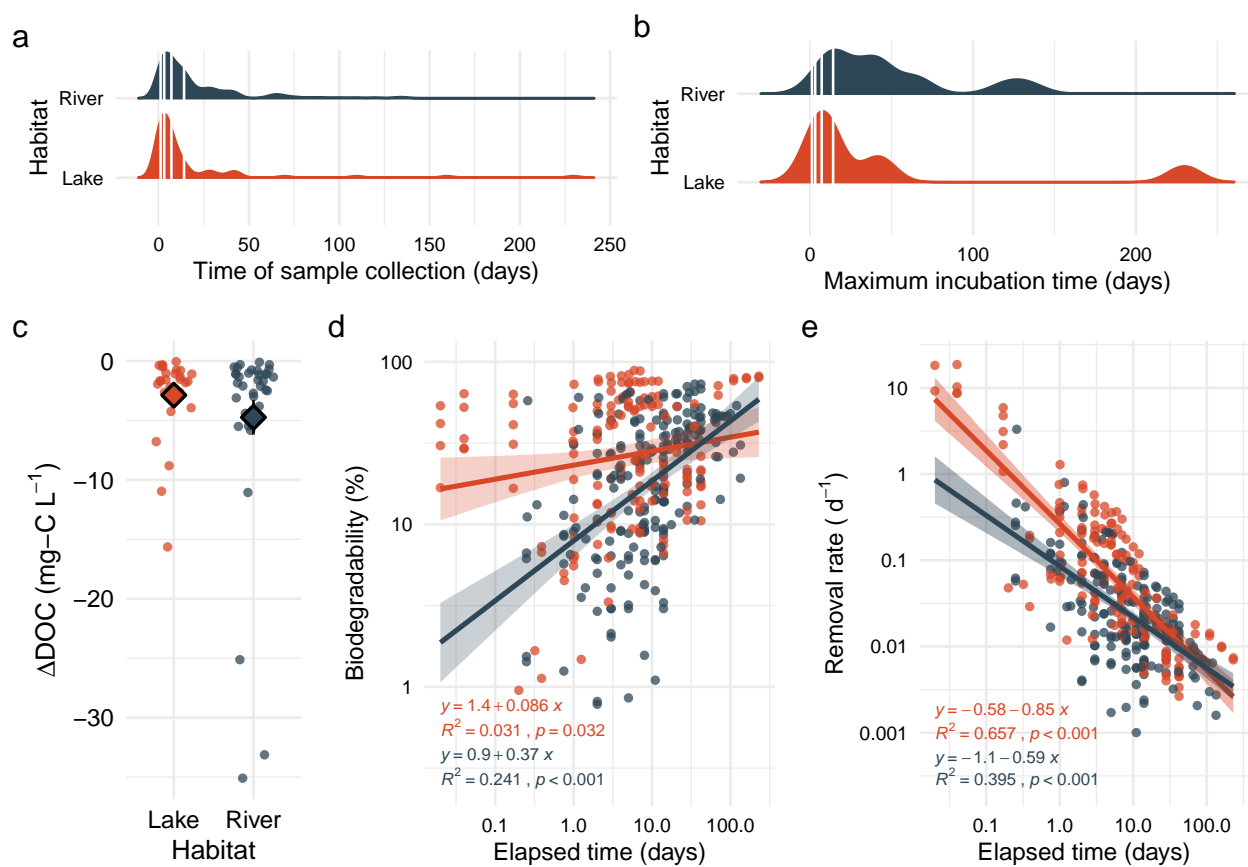 a
Habitat
River
Lake
0 50 100 150 200 250
Time of sample collection (days)
b
Habitat
River
Lake
0 100 200
Maximum incubation time (days)
c
ΔDOC (mg−C L⁻¹)
0
−10
−20
−30
Lake River
Habitat
d
Biodegradability (%)
100
10
1
y = 1.4 + 0.086 x
R² = 0.031 , p = 0.032
y = 0.9 + 0.37 x
R² = 0.241 , p < 0.001
0.1 1.0 10.0 100.0
Elapsed time (days)
e
Removal rate ( d⁻¹)
10
1
0.1
0.01
0.001
y = −0.58 − 0.85 x
R² = 0.657 , p < 0.001
y = −1.1 − 0.59 x
R² = 0.395 , p < 0.001
0.1 1.0 10.0 100.0
Elapsed time (days)